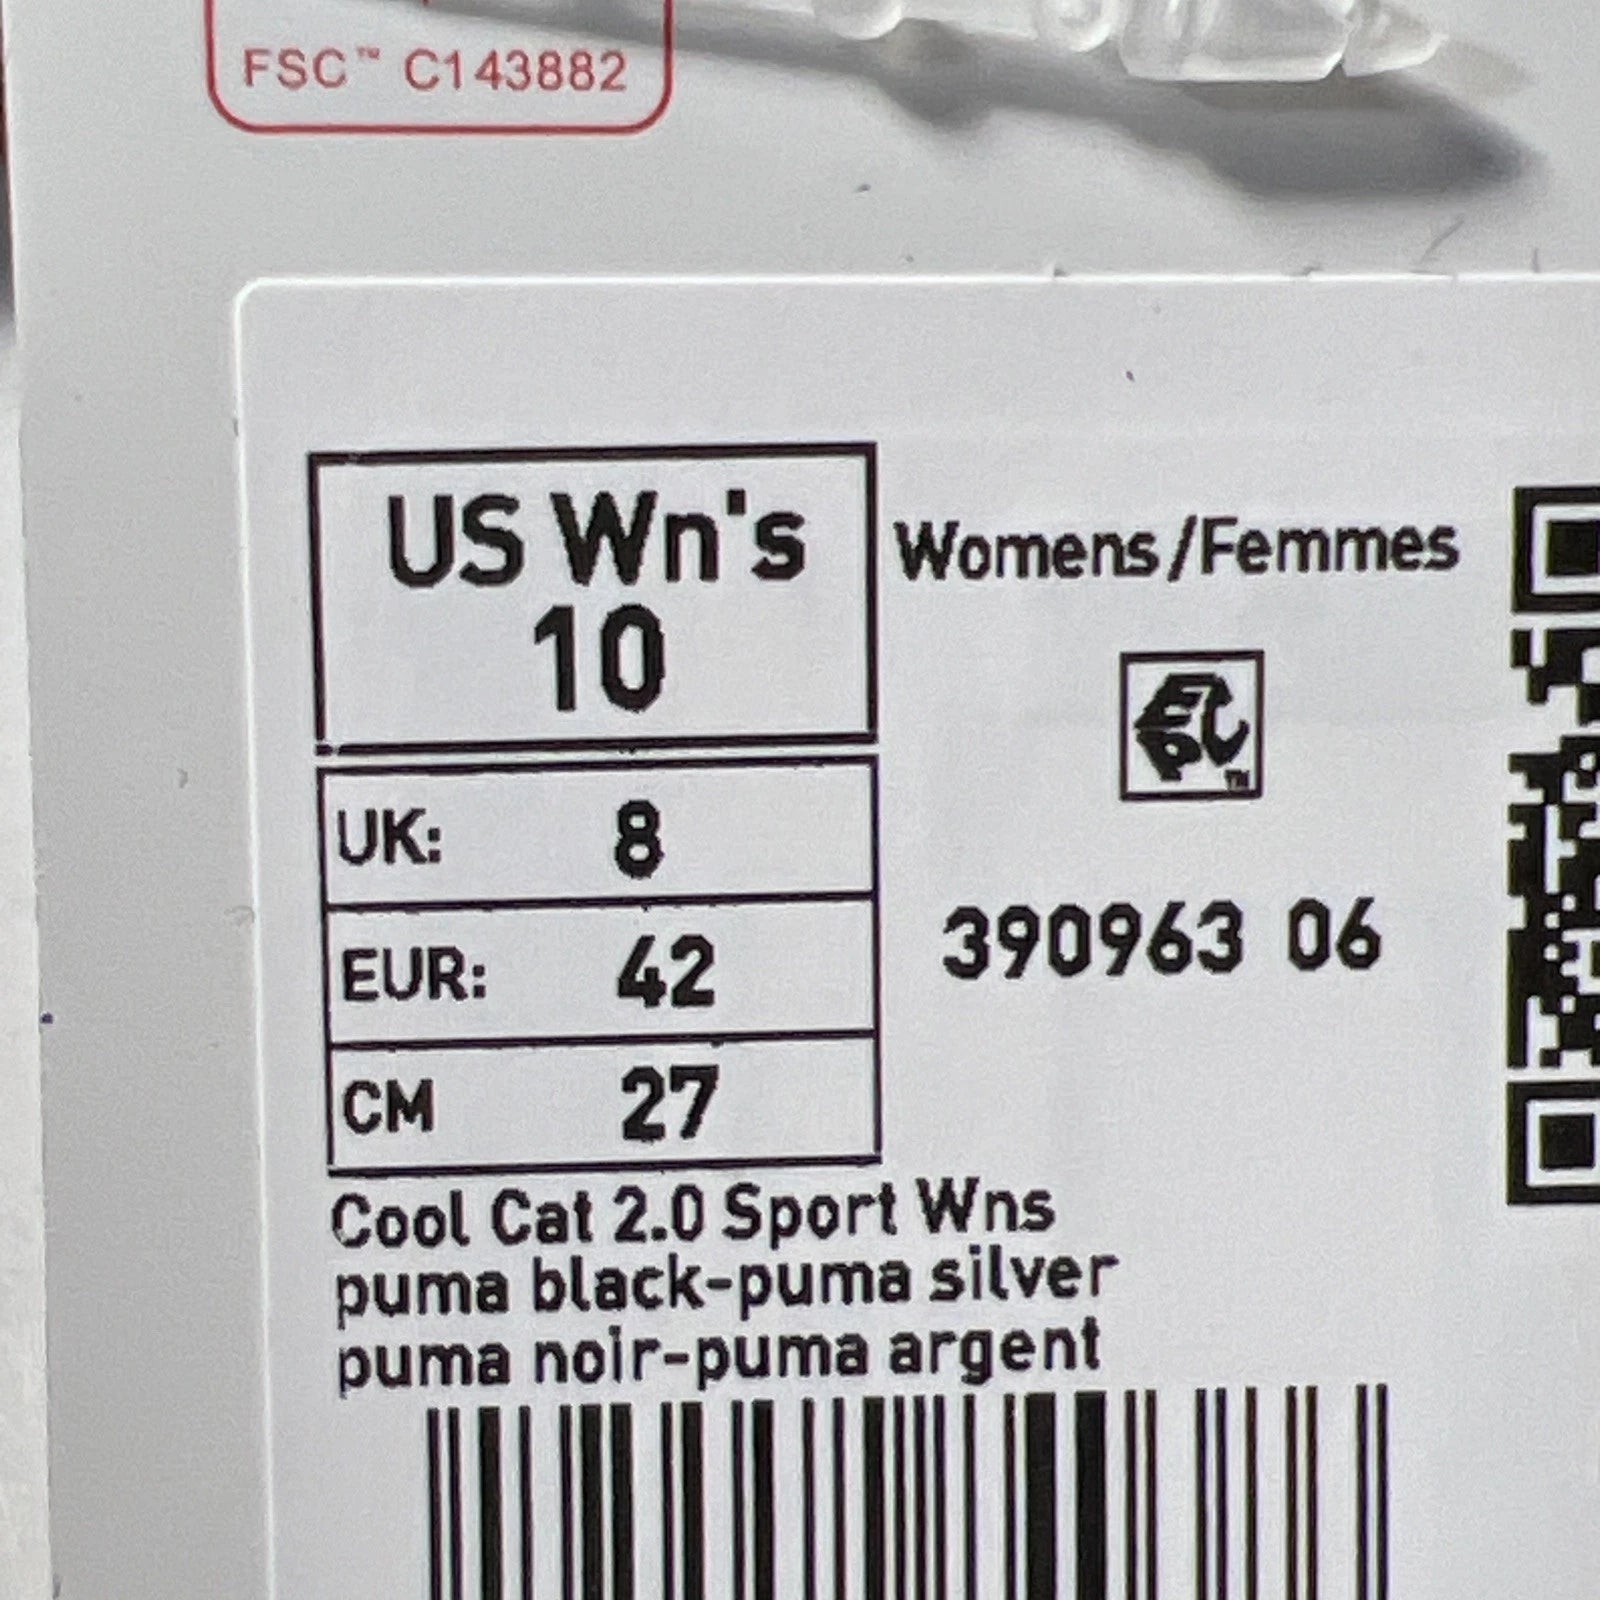 FSC™ C143882
US Wn's
10
Womens/Femmes
EPC™
UK: 8
EUR: 42
390963 06
CM 27
Cool Cat 2.0 Sport Wns
puma black-puma silver
puma noir-puma argent